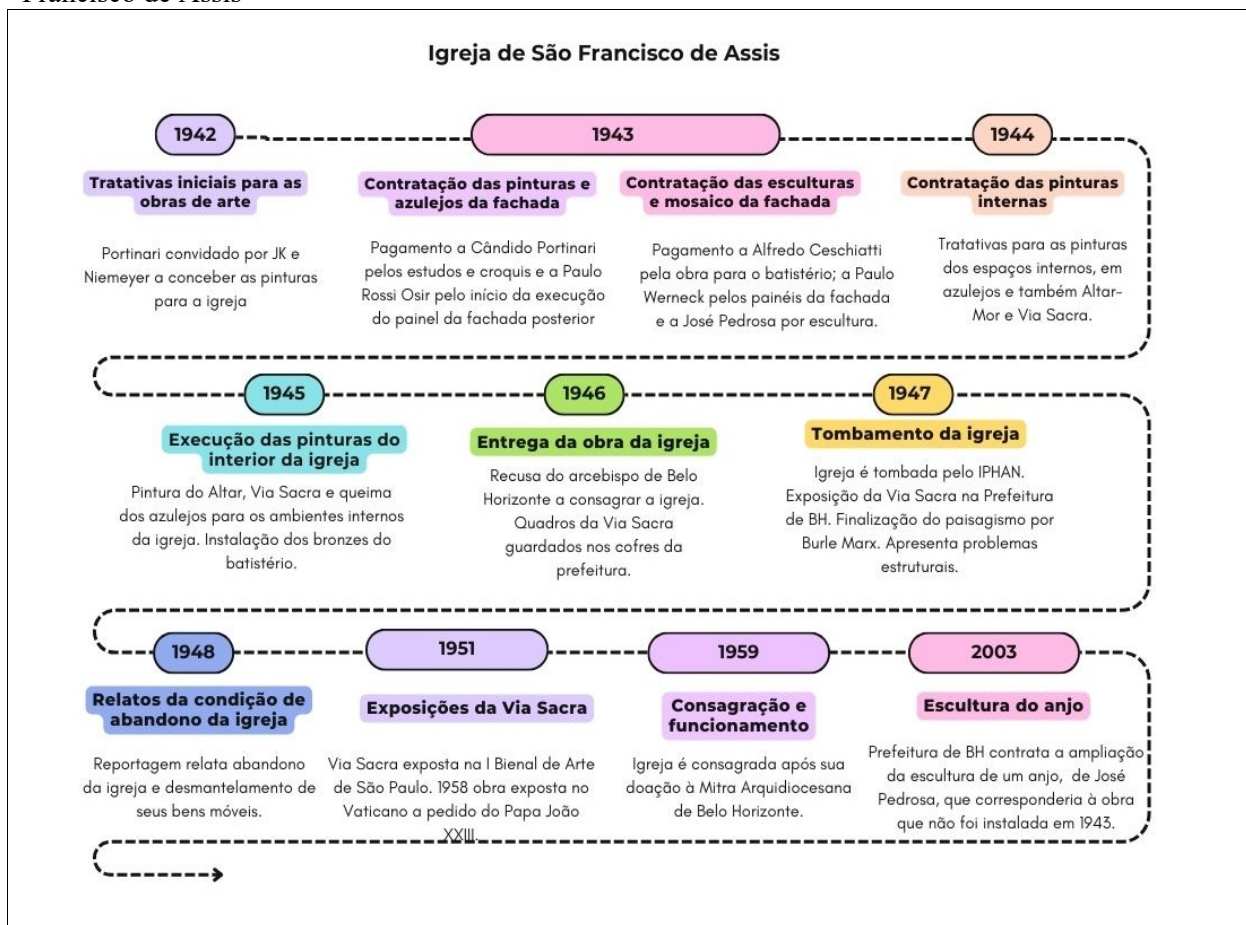 Francisco de Assis
Igreja de São Francisco de Assis
1942
Tratativas iniciais para as
obras de arte
Portinari convidado por JK e
Niemeyer a conceber as pinturas
para a igreja
1943
Contratação das pinturas e
azulejos da fachada
Pagamento a Cândido Portinari
pelos estudos e croquis e a Paulo
Rossi Osir pelo início da execução
do painel da fachada posterior
Contratação das esculturas
e mosaico da fachada
Pagamento a Alfredo Ceschiatti
pela obra para o batistério; a Paulo
Werneck pelos painéis da fachada
e a José Pedrosa por escultura.
1944
Contratação das pinturas
internas
Tratativas para as pinturas
dos espaços internos, em
azulejos e também Altar-
Mor e Via Sacra.
1945
Execução das pinturas do
interior da igreja
Pintura do Altar, Via Sacra e queima
dos azulejos para os ambientes internos
da igreja. Instalação dos bronzes do
batistério.
1946
Entrega da obra da igreja
Recusa do arcebispo de Belo
Horizonte a consagrar a igreja.
Quadros da Via Sacra
guardados nos cofres da
prefeitura.
1947
Tombamento da igreja
Igreja é tombada pelo IPHAN.
Exposição da Via Sacra na Prefeitura
de BH. Finalização do paisagismo por
Burle Marx. Apresenta problemas
estruturais.
1948
Relatos da condição de
abandono da igreja
Reportagem relata abandono
da igreja e desmantelamento de
seus bens móveis.
1951
Exposições da Via Sacra
Via Sacra exposta na I Bienal de Arte
de São Paulo. 1958 obra exposta no
Vaticano a pedido do Papa João
XXIII.
1959
Consagração e
funcionamento
Igreja é consagrada após sua
doação à Mitra Arquidiocesana
de Belo Horizonte.
2003
Escultura do anjo
Prefeitura de BH contrata a ampliação
da escultura de um anjo, de José
Pedrosa, que corresponderia à obra
que não foi instalada em 1943.